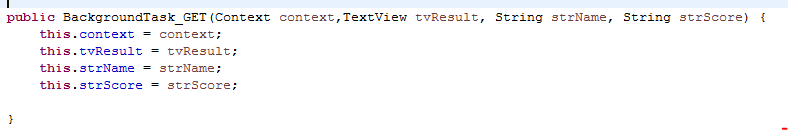 public BackgroundTask_GET(Context context,TextView tvResult, String strName, String strScore) {
    this.context = context;
    this.tvResult = tvResult;
    this.strName = strName;
    this.strScore = strScore;
}